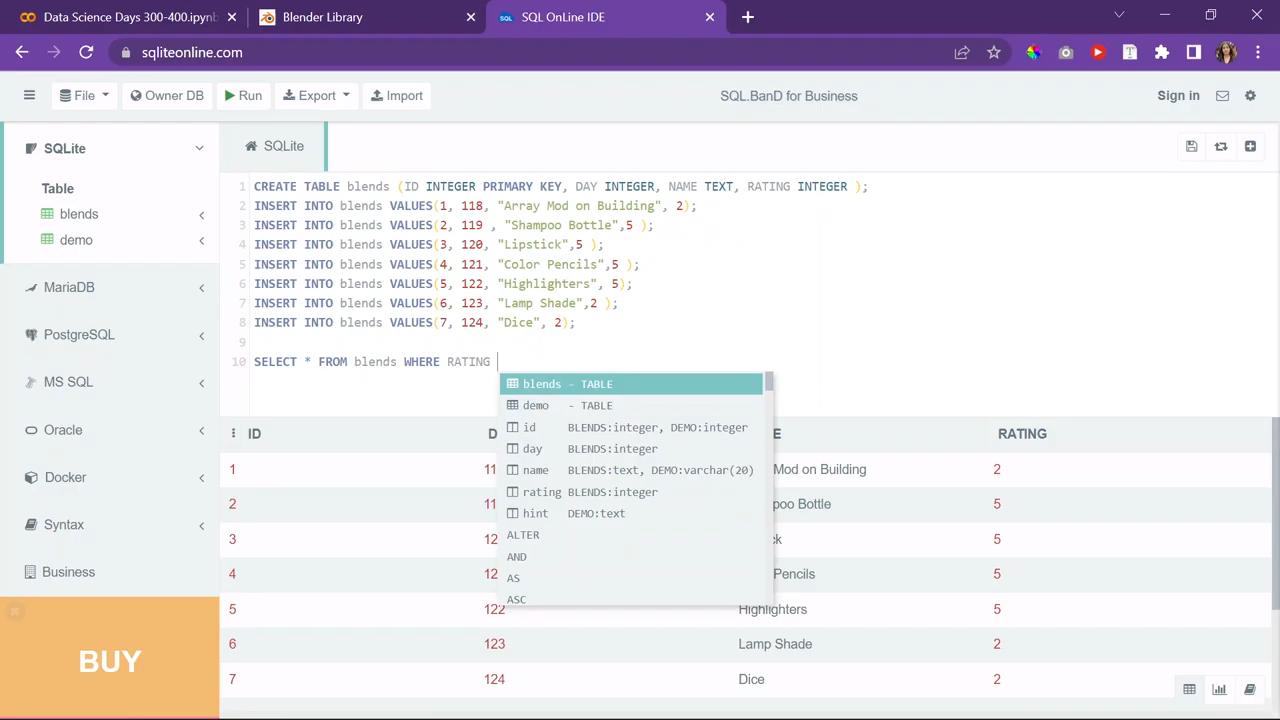 Data Science Days 300-400.ipynb
Blender Library
SQL OnLine IDE
sqliteonline.com
File
Owner DB
Run
Export
Import
SQL.BanD for Business
Sign in
SQLite
SQLite
Table
blends
demo
MariaDB
PostgreSQL
MS SQL
Oracle
Docker
Syntax
Business
BUY
1 CREATE TABLE blends (ID INTEGER PRIMARY KEY, DAY INTEGER, NAME TEXT, RATING INTEGER );
2 INSERT INTO blends VALUES(1, 118, "Array Mod on Building", 2);
3 INSERT INTO blends VALUES(2, 119 , "Shampoo Bottle",5 );
4 INSERT INTO blends VALUES(3, 120, "Lipstick",5 );
5 INSERT INTO blends VALUES(4, 121, "Color Pencils",5 );
6 INSERT INTO blends VALUES(5, 122, "Highlighters", 5);
7 INSERT INTO blends VALUES(6, 123, "Lamp Shade",2 );
8 INSERT INTO blends VALUES(7, 124, "Dice", 2);
9
10 SELECT * FROM blends WHERE RATING
blends - TABLE
demo - TABLE
id BLENDS:integer, DEMO:integer
day BLENDS:integer
name BLENDS:text, DEMO:varchar(20)
rating BLENDS:integer
hint DEMO:text
ALTER
AND
AS
ASC
ID D E RATING
1 11 Mod on Building 2
2 11 poo Bottle 5
3 12 ck 5
4 12 Pencils 5
5 122 Highlighters 5
6 123 Lamp Shade 2
7 124 Dice 2